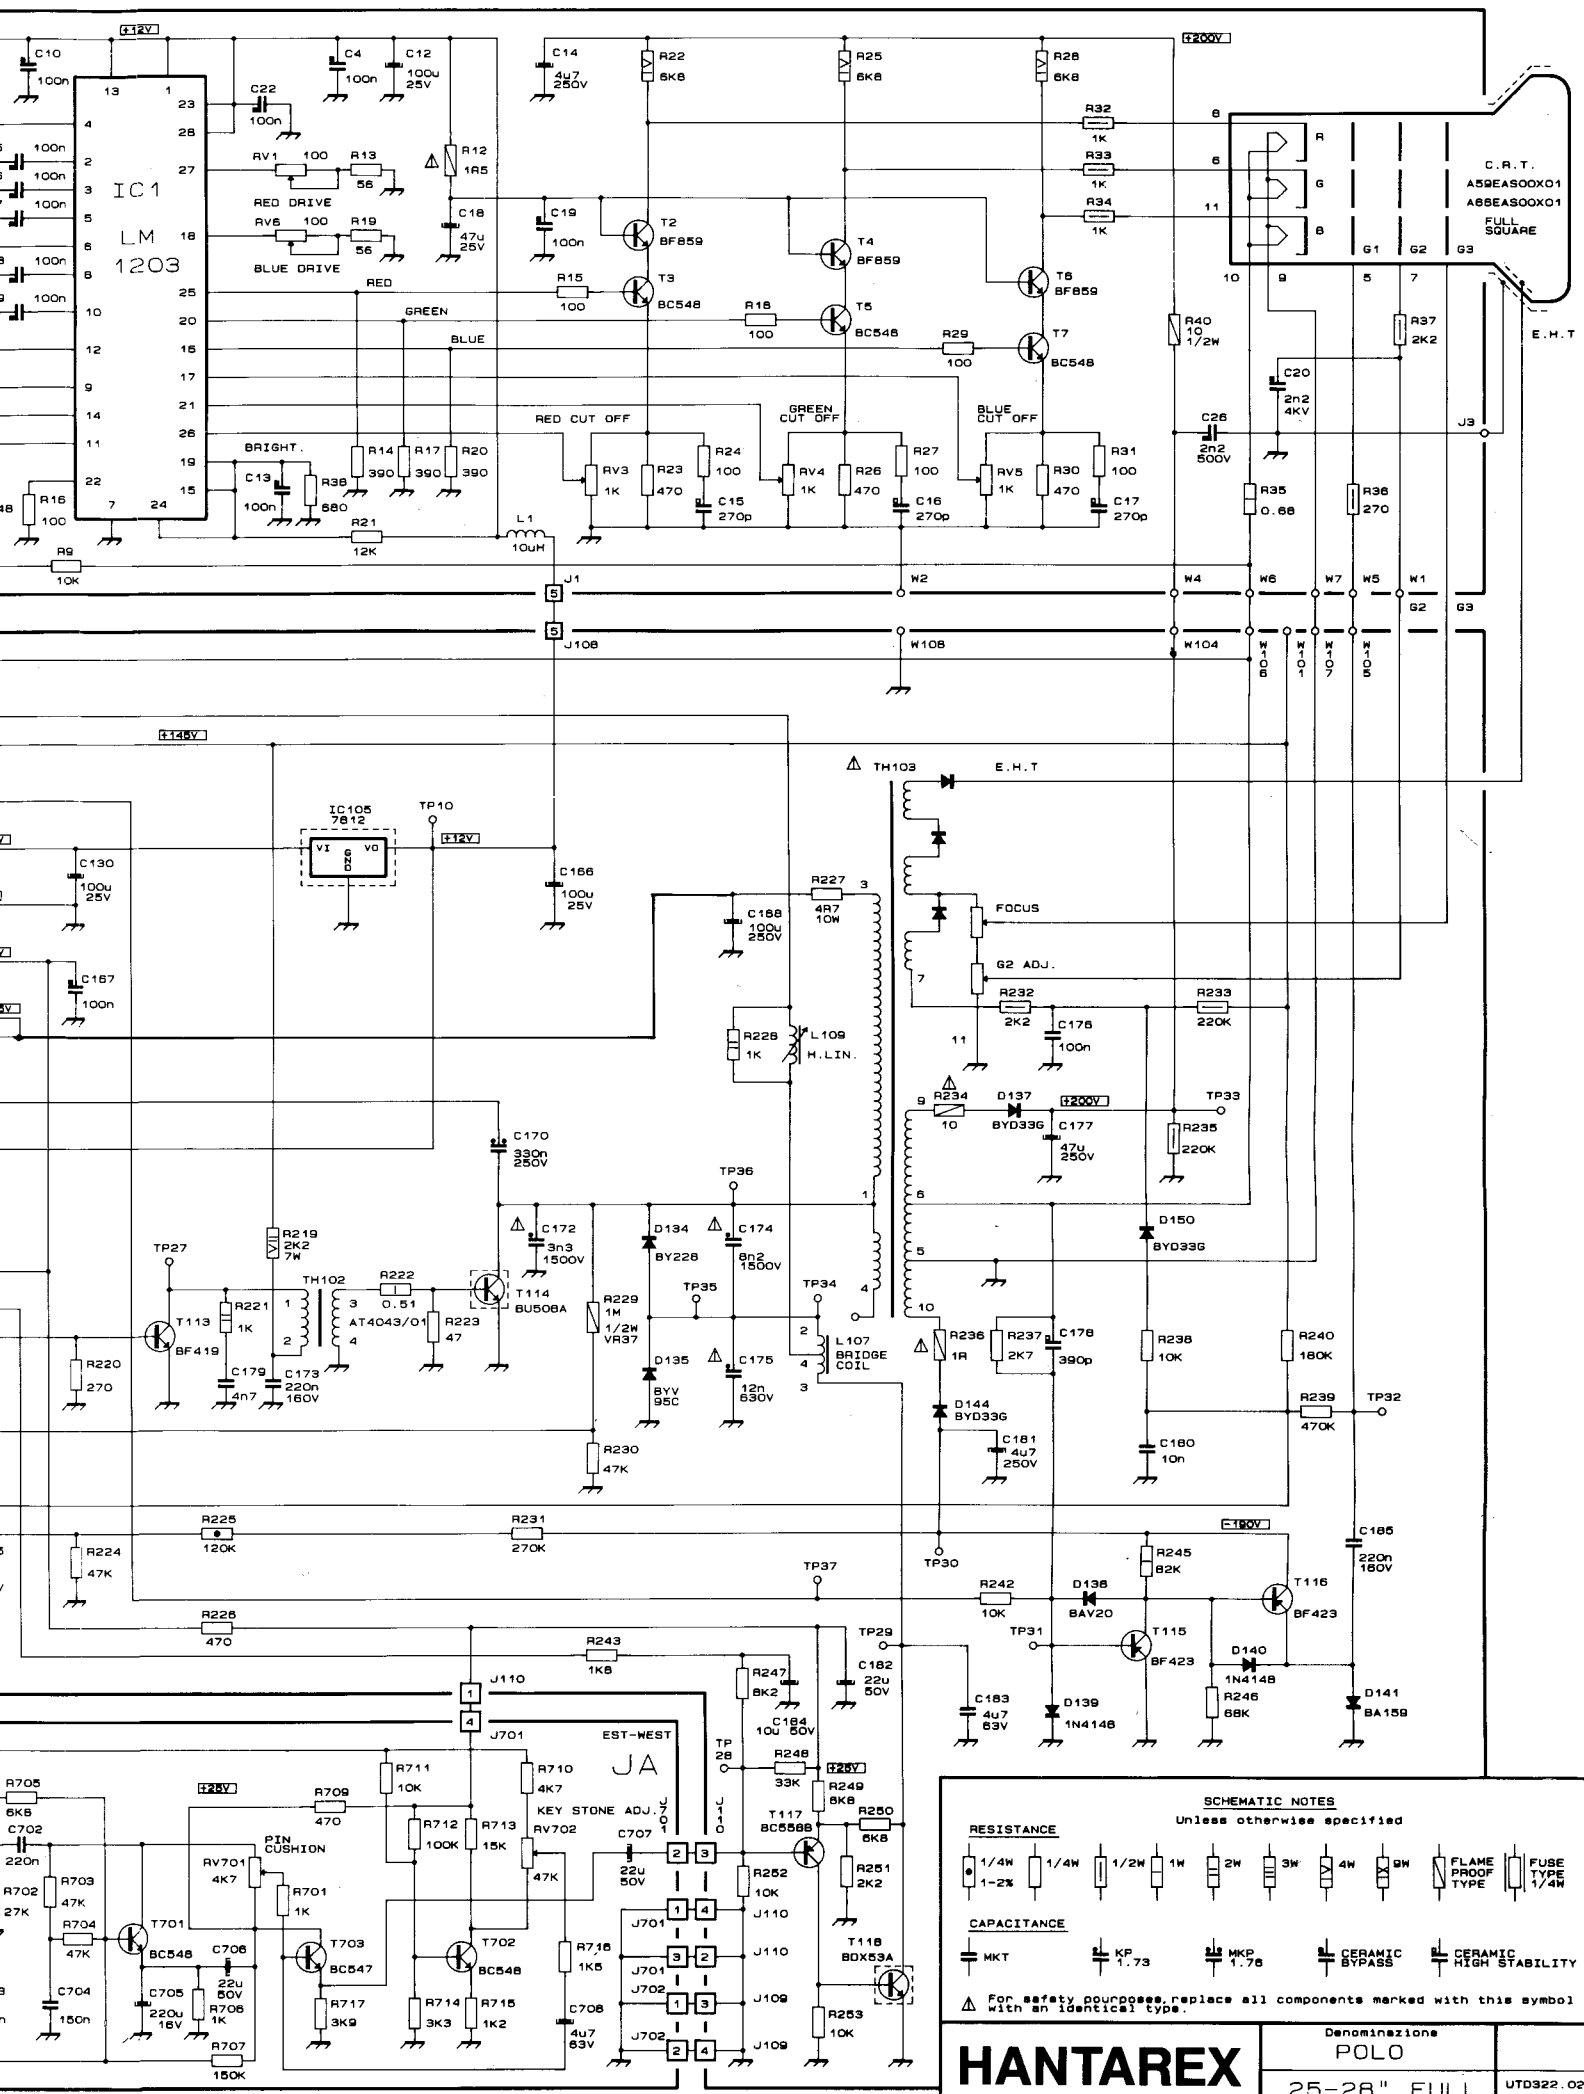 +12V
+200V
C10
100n
C4
100n
C12
100u
25V
C14
4u7
250V
R22
6K8
R25
6K8
R28
6K8
13
1
23
28
C22
100n
4
2
3
5
6
8
10
12
9
14
11
22
7
24
100n
100n
100n
100n
100n
IC1
LM
1203
27
18
25
20
16
17
21
26
19
15
RV1
100
R13
56
RED DRIVE
RV6
100
R19
56
BLUE DRIVE
R12
1R5
C18
47u
25V
C19
100n
RED
GREEN
BLUE
R15
100
R18
100
R29
100
T2
BF859
T3
BC548
T4
BF859
T5
BC548
T6
BF859
T7
BC548
R32
1K
R33
1K
R34
1K
8
6
11
R
G
B
G1
G2
G3
10
9
5
7
C.R.T.
A59EAS00X01
A66EAS00X01
FULL
SQUARE
E.H.T
R40
10
1/2W
R37
2K2
C20
2n2
4KV
C26
2n2
500V
J3
RED CUT OFF
GREEN
CUT OFF
BLUE
CUT OFF
BRIGHT.
C13
100n
R38
680
R14
390
R17
390
R20
390
RV3
1K
R23
470
R24
100
C15
270p
RV4
1K
R26
470
R27
100
C16
270p
RV5
1K
R30
470
R31
100
C17
270p
R35
0.68
R36
270
R16
100
R21
12K
L1
10uH
R9
10K
J1
5
W2
W4
W6
W7
W5
W1
G2
G3
5
J108
W108
W104
W106
W101
W107
W105
+145V
TH103
E.H.T
IC105
7812
VI
GND
VO
TP10
+12V
C130
100u
25V
C166
100u
25V
C168
100u
250V
R227
4R7
10W
3
FOCUS
G2 ADJ.
7
C167
100n
R228
1K
L109
H.LIN.
R232
2K2
C176
100n
R233
220K
11
9
R234
10
D137
BYD33G
+200V
C177
47u
250V
TP33
R235
220K
C170
330n
250V
TP36
1
6
C172
3n3
1500V
D134
BY228
C174
8n2
1500V
D150
BYD33G
5
R219
2K2
7W
TP27
TH102
R222
0.51
T114
BU508A
R229
1M
1/2W
VR37
TP35
TP34
4
10
R221
1K
1
2
3
4
AT4043/01
R223
47
T113
BF419
R220
270
C179
4n7
C173
220n
160V
D135
BYV
95C
C175
12n
630V
2
4
3
L107
BRIDGE
COIL
R236
1R
R237
2K7
C178
390p
R238
10K
R240
180K
D144
BYD33G
R239
470K
TP32
R230
47K
C181
4u7
250V
C180
10n
R225
120K
R231
270K
-190V
R224
47K
TP30
R245
82K
C185
220n
160V
TP37
R242
10K
D138
BAV20
T116
BF423
R226
470
TP29
TP31
T115
BF423
R243
1K8
D140
1N4148
R247
8K2
C182
22u
50V
J110
1
4
J701
C184
10u 50V
C183
4u7
63V
D139
1N4148
R246
68K
D141
BA159
EST-WEST
JA
TP
28
R248
33K
+25V
R705
6K8
+25V
R709
470
R711
10K
R710
4K7
KEY STONE ADJ.
J701
J110
R249
6K8
R250
6K8
C702
220n
PIN
CUSHION
R712
100K
R713
15K
RV702
47K
C707
22u
50V
2
3
T117
BC558B
R251
2K2
R252
10K
RV701
4K7
R702
27K
R703
47K
R701
1K
R704
47K
T701
BC548
C706
22u
50V
T703
BC547
T702
BC548
R716
1K5
J701
1
4
J110
3
2
J110
J701
J702
1
3
J109
J702
2
4
J109
T118
BDX53A
R253
10K
C704
150n
C705
220u
16V
R706
1K
R717
3K9
R714
3K3
R715
1K2
C708
4u7
63V
R707
150K
SCHEMATIC NOTES
Unless otherwise specified
RESISTANCE
1/4W
1-2%
1/4W
1/2W
1W
2W
3W
4W
9W
FLAME
PROOF
TYPE
FUSE
TYPE
1/4W
CAPACITANCE
MKT
KP
1.73
MKP
1.76
CERAMIC
BYPASS
CERAMIC
HIGH STABILITY
For safety pourposes,replace all components marked with this symbol
with an identical type.
HANTAREX
Denominazione
POLO
25-28" FULL
UTD322.02